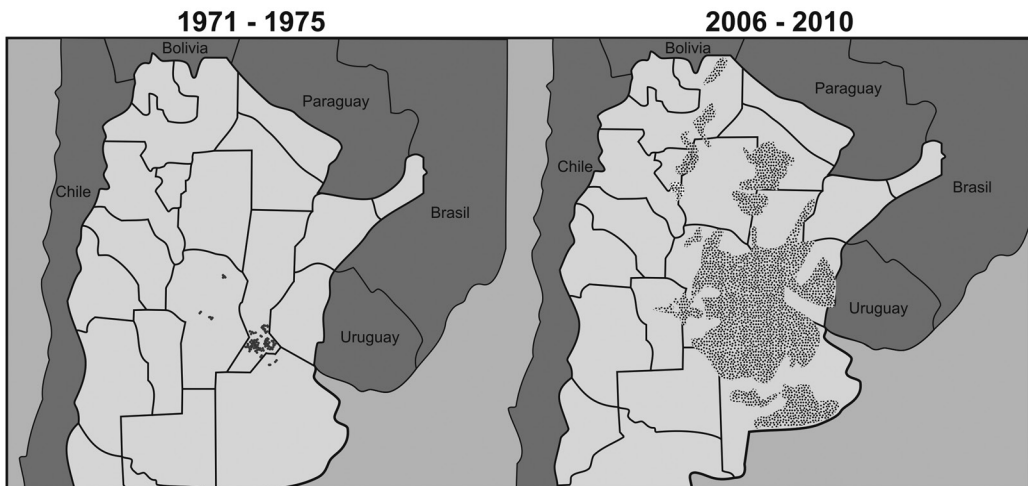 1971 - 1975
Bolivia
Paraguay
Chile
Brasil
Uruguay
2006 - 2010
Bolivia
Paraguay
Chile
Brasil
Uruguay